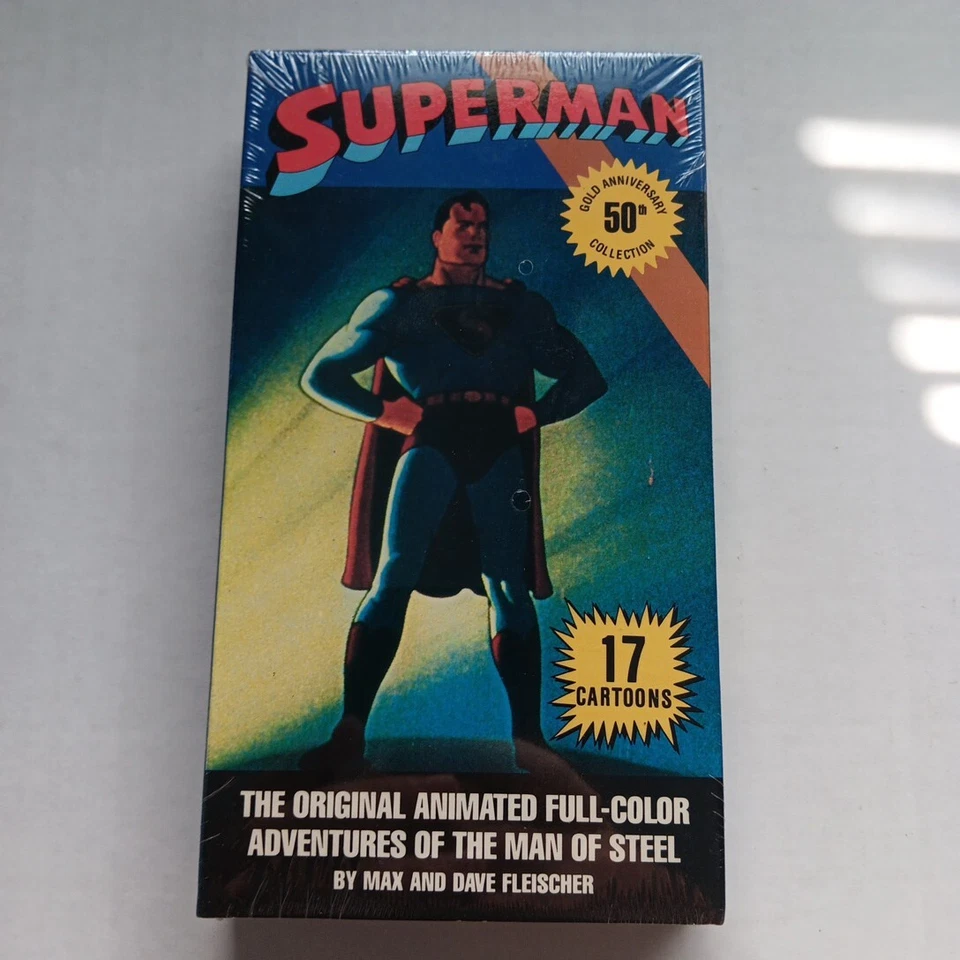 SUPERMAN
GOLD ANNIVERSARY
50th
COLLECTION
17
CARTOONS
THE ORIGINAL ANIMATED FULL-COLOR
ADVENTURES OF THE MAN OF STEEL
BY MAX AND DAVE FLEISCHER